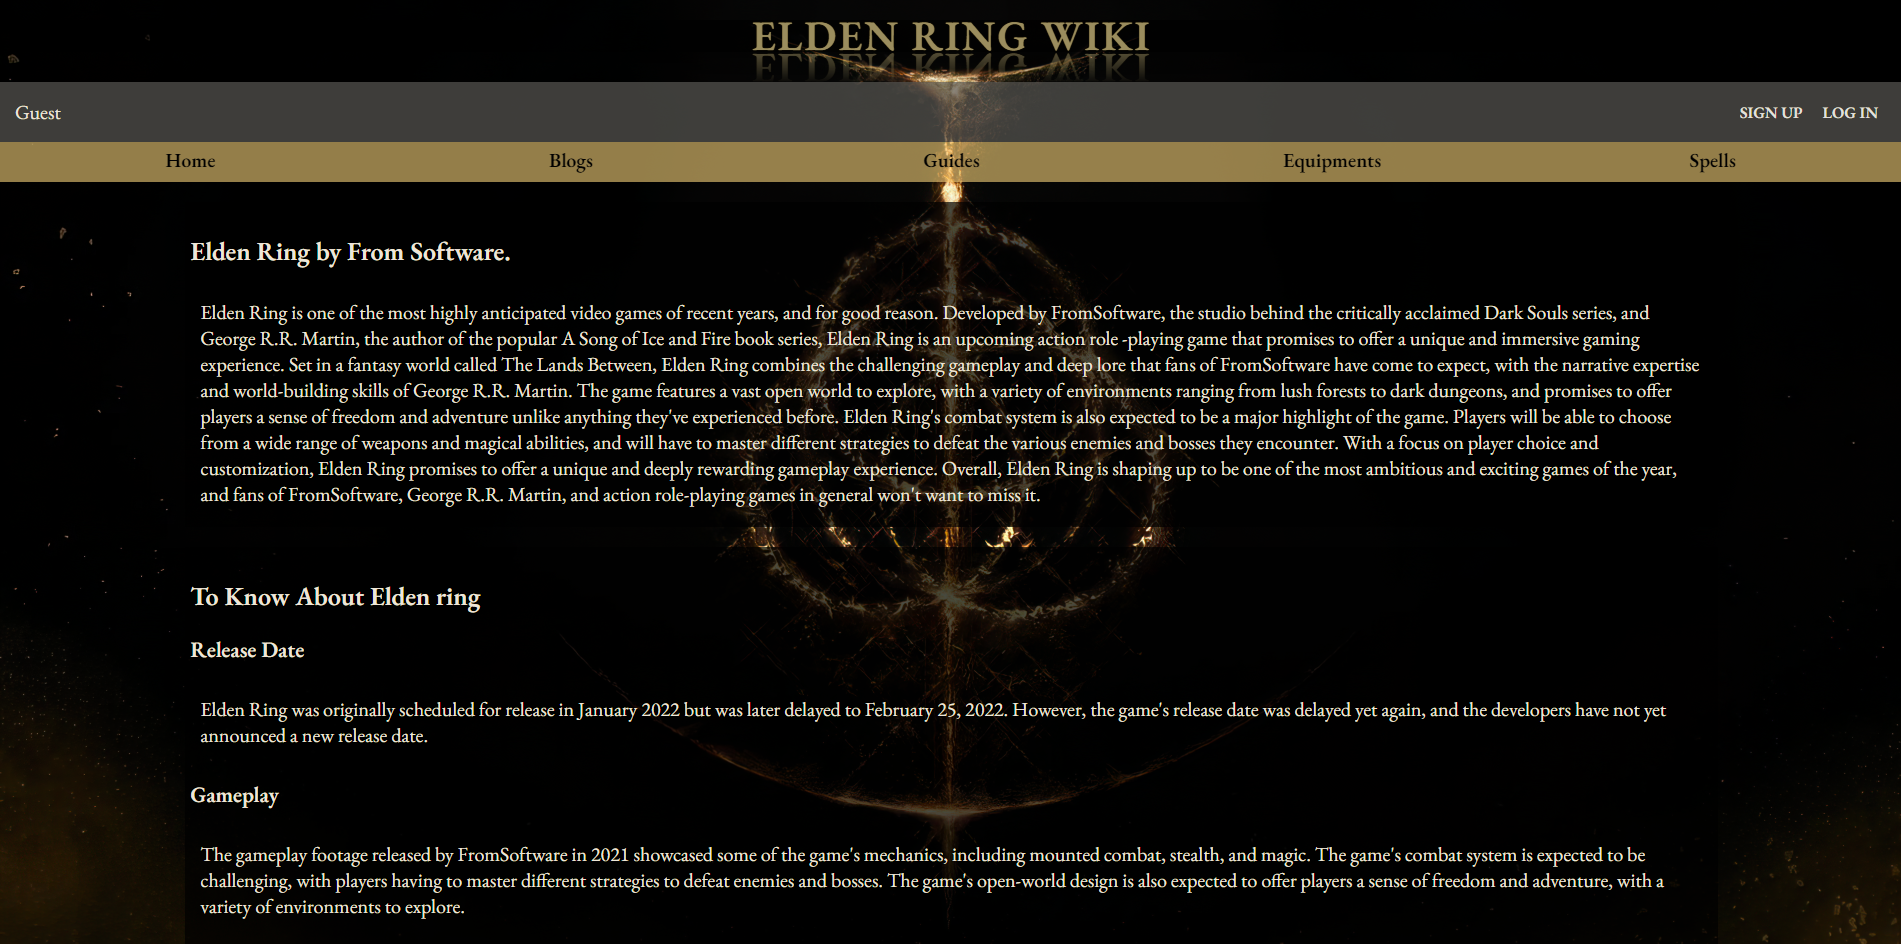 ELDEN RING WIKI
Guest
SIGN UP LOG IN
Home Blogs Guides Equipments Spells
Elden Ring by From Software.
Elden Ring is one of the most highly anticipated video games of recent years, and for good reason. Developed by FromSoftware, the studio behind the critically acclaimed Dark Souls series, and
George R.R. Martin, the author of the popular A Song of Ice and Fire book series, Elden Ring is an upcoming action role -playing game that promises to offer a unique and immersive gaming
experience. Set in a fantasy world called The Lands Between, Elden Ring combines the challenging gameplay and deep lore that fans of FromSoftware have come to expect, with the narrative expertise
and world-building skills of George R.R. Martin. The game features a vast open world to explore, with a variety of environments ranging from lush forests to dark dungeons, and promises to offer
players a sense of freedom and adventure unlike anything they've experienced before. Elden Ring's combat system is also expected to be a major highlight of the game. Players will be able to choose
from a wide range of weapons and magical abilities, and will have to master different strategies to defeat the various enemies and bosses they encounter. With a focus on player choice and
customization, Elden Ring promises to offer a unique and deeply rewarding gameplay experience. Overall, Elden Ring is shaping up to be one of the most ambitious and exciting games of the year,
and fans of FromSoftware, George R.R. Martin, and action role-playing games in general won't want to miss it.
To Know About Elden ring
Release Date
Elden Ring was originally scheduled for release in January 2022 but was later delayed to February 25, 2022. However, the game's release date was delayed yet again, and the developers have not yet
announced a new release date.
Gameplay
The gameplay footage released by FromSoftware in 2021 showcased some of the game's mechanics, including mounted combat, stealth, and magic. The game's combat system is expected to be
challenging, with players having to master different strategies to defeat enemies and bosses. The game's open-world design is also expected to offer players a sense of freedom and adventure, with a
variety of environments to explore.